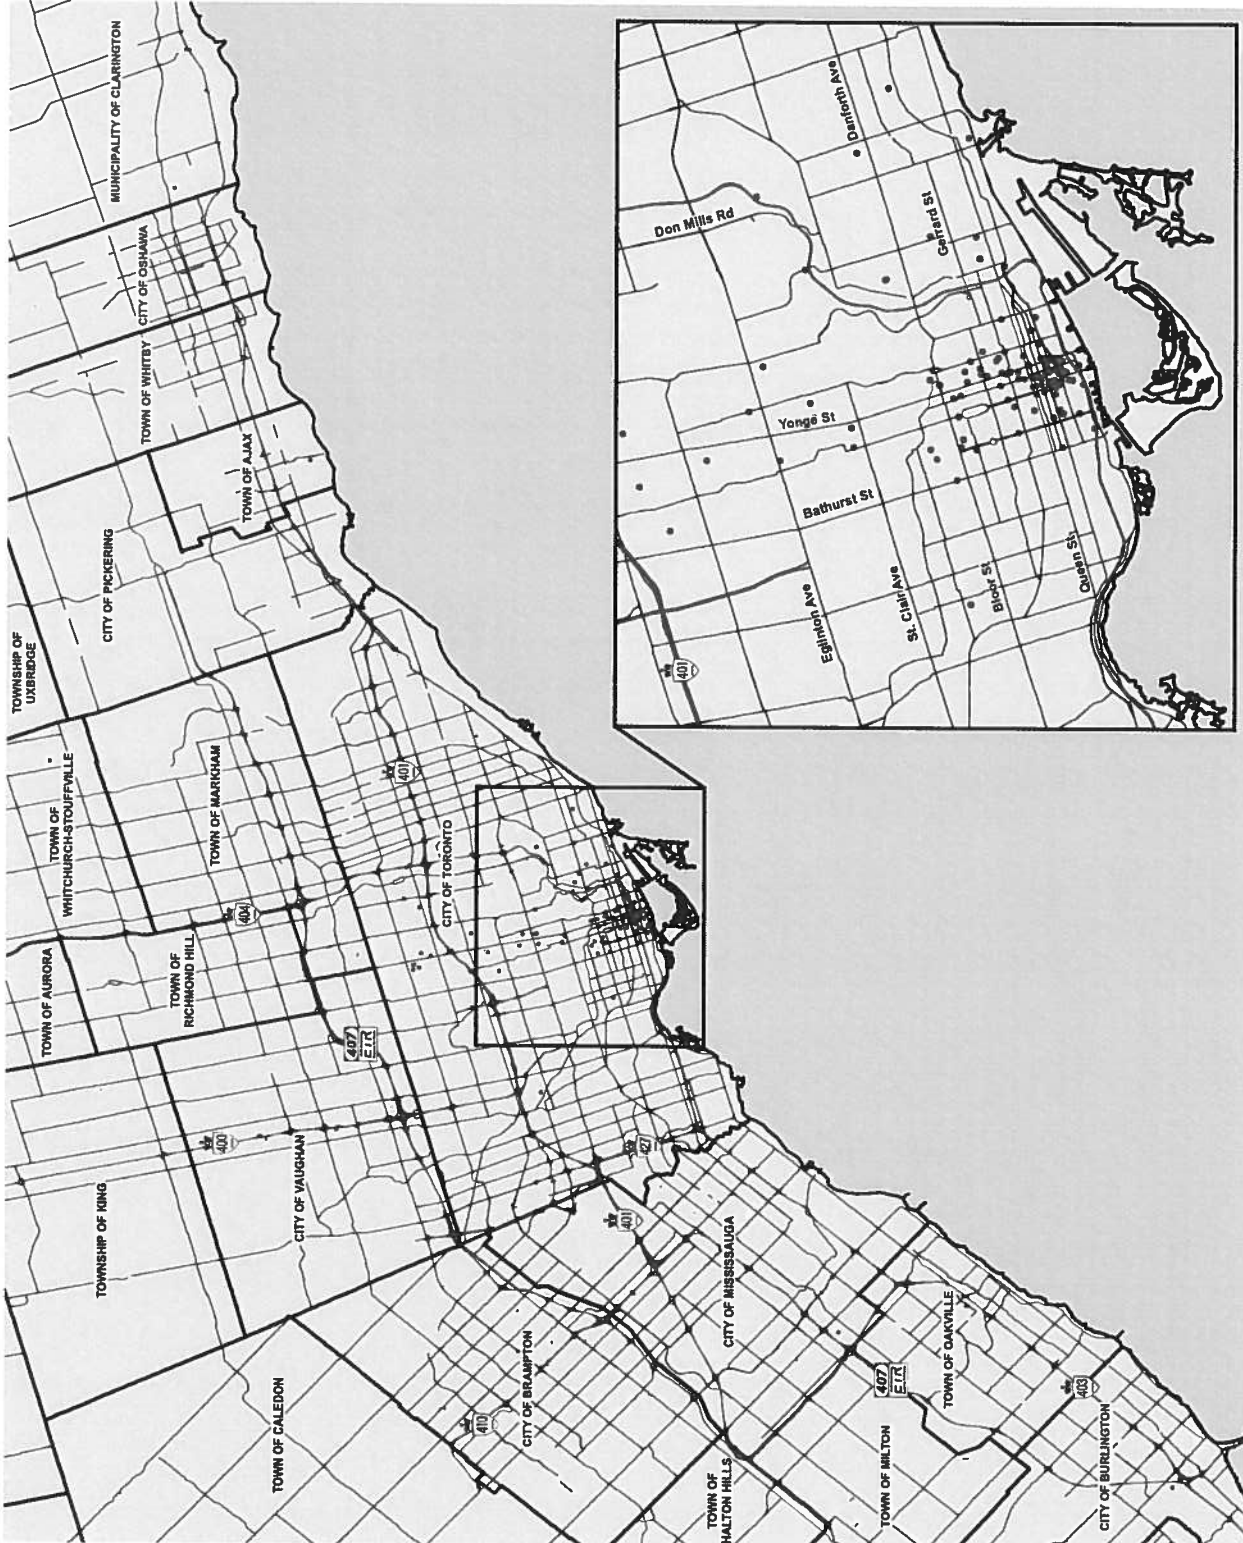 MUNICIPALITY OF CLARINGTON
CITY OF OSHAWA
TOWN OF WHITBY
TOWN OF AJAX
CITY OF PICKERING
TOWNSHIP OF
UXBRIDGE
TOWN OF
WHITCHURCH-STOUFFVILLE
TOWN OF MARKHAM
401
CITY OF TORONTO
404
TOWN OF AURORA
TOWN OF
RICHMOND HILL
407
ETR
400
CITY OF VAUGHAN
TOWNSHIP OF KING
427
401
CITY OF MISSISSAUGA
TOWN OF CALEDON
CITY OF BRAMPTON
410
407
ETR
TOWN OF OAKVILLE
403
TOWN OF
HALTON HILLS
TOWN OF MILTON
CITY OF BURLINGTON
Danforth Ave
Don Mills Rd
Gerrard St
Yonge St
Bathurst St
Eglinton Ave
St. Clair Ave
Bloor St
Queen St
401